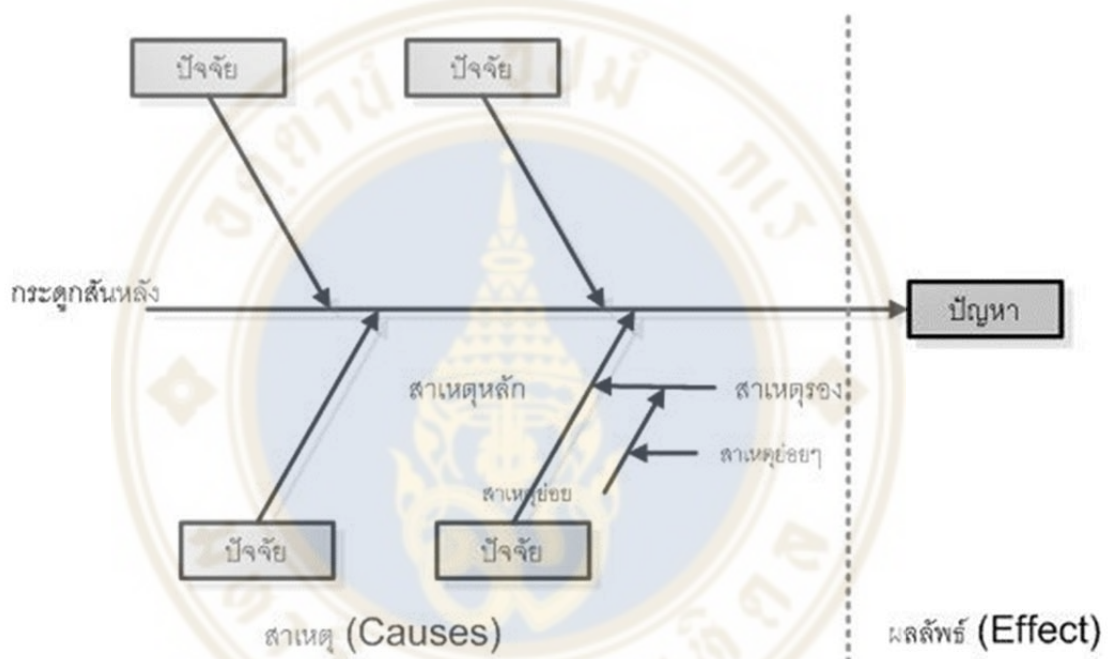 ปัจจัย ปัจจัย
กระดูกสันหลัง
ปัญหา
สาเหตุหลัก สาเหตุรอง
สาเหตุย่อยๆ
สาเหตุย่อย
ปัจจัย ปัจจัย
สาเหตุ (Causes) ผลลัพธ์ (Effect)